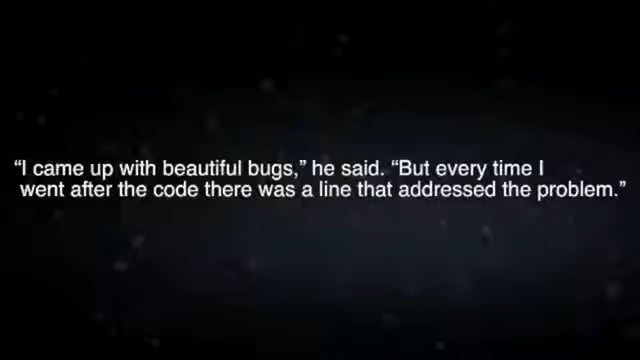 “I came up with beautiful bugs,” he said. “But every time I
went after the code there was a line that addressed the problem.”